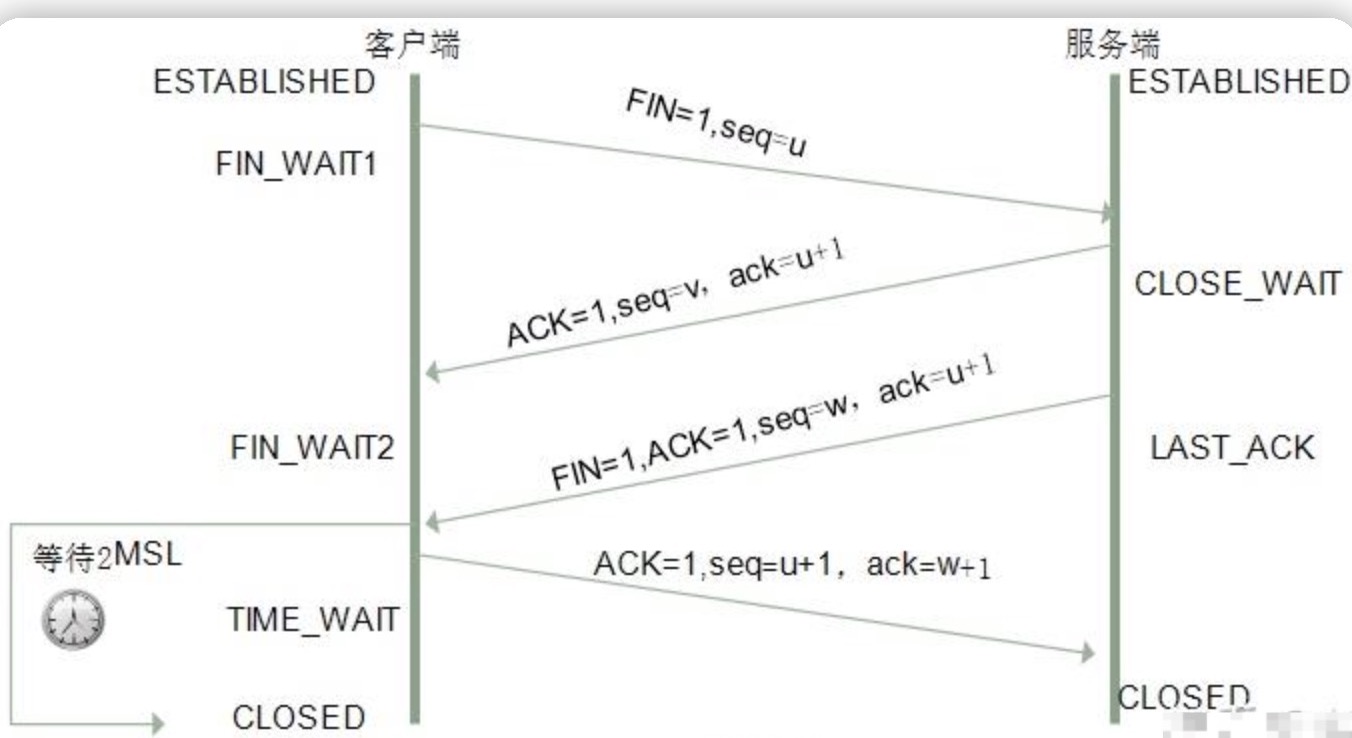 客户端
服务端
ESTABLISHED
ESTABLISHED
FIN=1,seq=u
FIN_WAIT1
ACK=1,seq=v, ack=u+1
CLOSE_WAIT
FIN=1,ACK=1,seq=w, ack=u+1
FIN_WAIT2
LAST_ACK
等待2MSL
ACK=1,seq=u+1, ack=w+1
TIME_WAIT
CLOSED
CLOSED